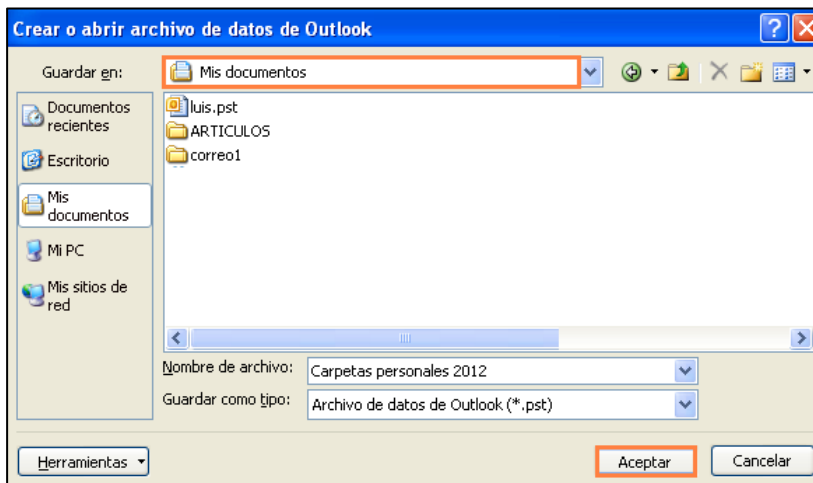 Crear o abrir archivo de datos de Outlook
Guardar en:
Mis documentos
Documentos
recientes
Escritorio
Mis
documentos
Mi PC
Mis sitios de
red
luis.pst
ARTICULOS
correo1
Nombre de archivo:
Carpetas personales 2012
Guardar como tipo:
Archivo de datos de Outlook (*.pst)
Herramientas
Aceptar
Cancelar